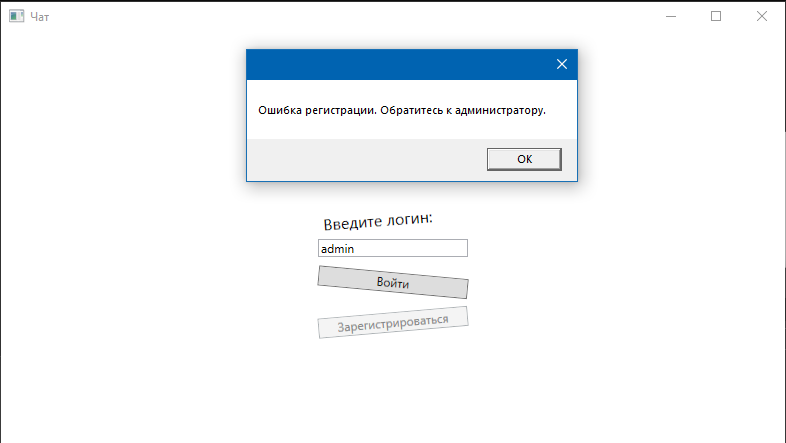 Чат
Ошибка регистрации. Обратитесь к администратору.
OK
Введите логин:
admin
Войти
Зарегистрироваться